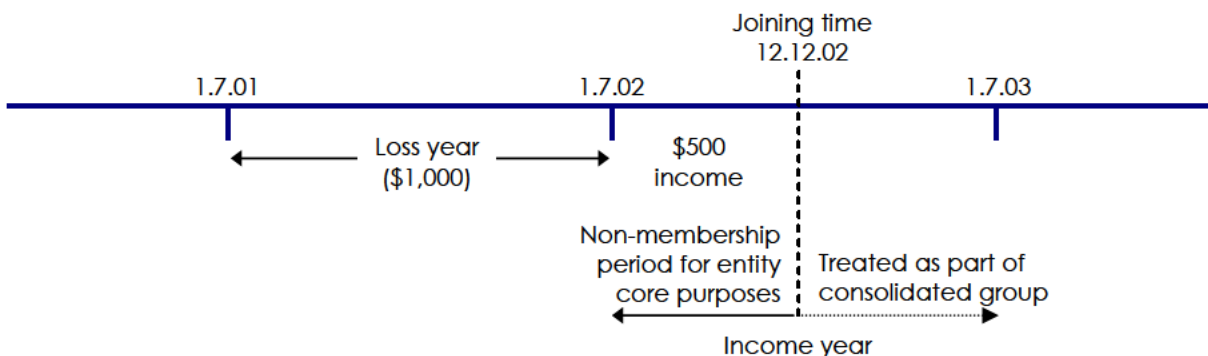 Joining time
12.12.02
1.7.01
1.7.02
1.7.03
Loss year
($1,000)
$500
income
Non-membership
period for entity
core purposes
Treated as part of
consolidated group
Income year